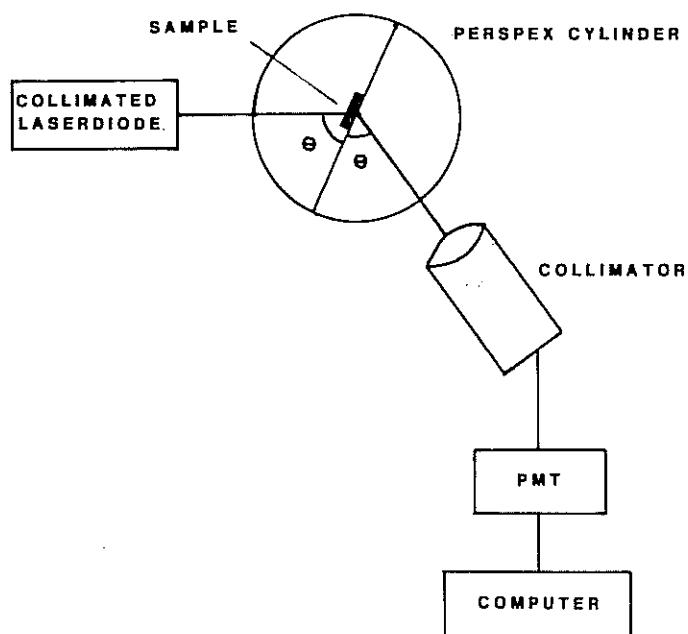 SAMPLE
PERSPEX CYLINDER
COLLIMATED
LASERDIODE.
θ
θ
COLLIMATOR
PMT
COMPUTER